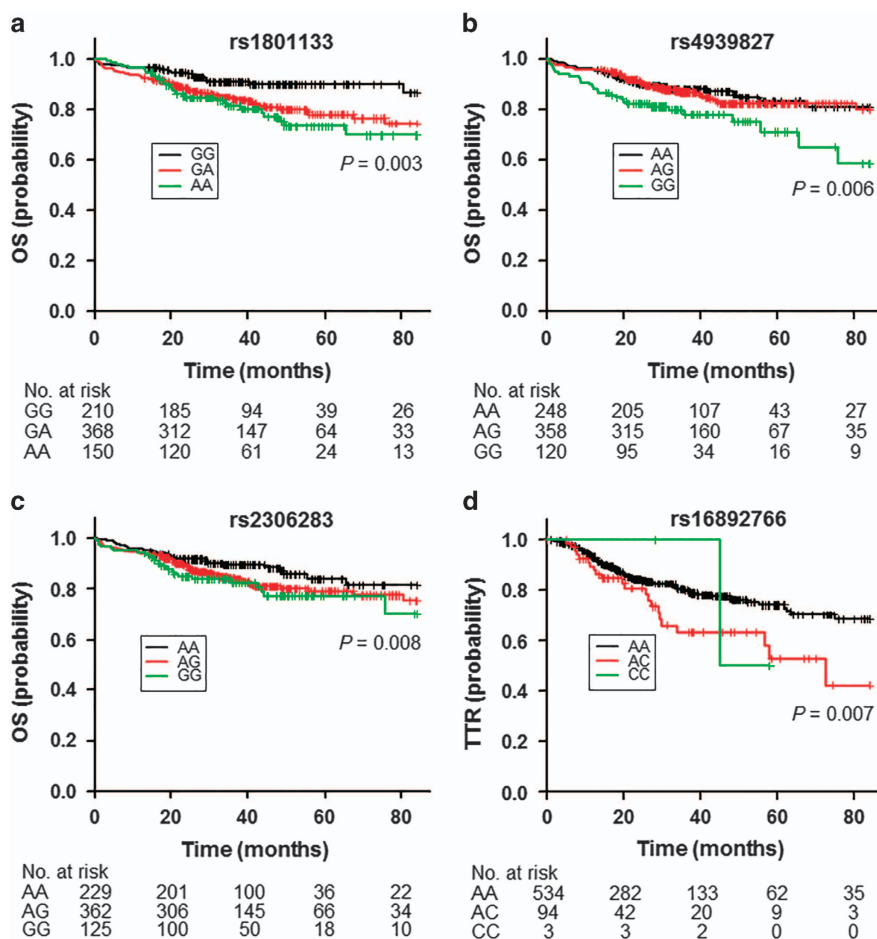 a
rs1801133
OS (probability)
1.0
0.8
0.6
0.4
0.2
0.0
GG
GA
AA
P = 0.003
0 20 40 60 80
Time (months)
No. at risk
GG 210 185 94 39 26
GA 368 312 147 64 33
AA 150 120 61 24 13
b
rs4939827
OS (probability)
1.0
0.8
0.6
0.4
0.2
0.0
AA
AG
GG
P = 0.006
0 20 40 60 80
Time (months)
No. at risk
AA 248 205 107 43 27
AG 358 315 160 67 35
GG 120 95 34 16 9
c
rs2306283
OS (probability)
1.0
0.8
0.6
0.4
0.2
0.0
AA
AG
GG
P = 0.008
0 20 40 60 80
Time (months)
No. at risk
AA 229 201 100 36 22
AG 362 306 145 66 34
GG 125 100 50 18 10
d
rs16892766
TTR (probability)
1.0
0.8
0.6
0.4
0.2
0.0
AA
AC
CC
P = 0.007
0 20 40 60 80
Time (months)
No. at risk
AA 534 282 133 62 35
AC 94 42 20 9 3
CC 3 3 2 0 0